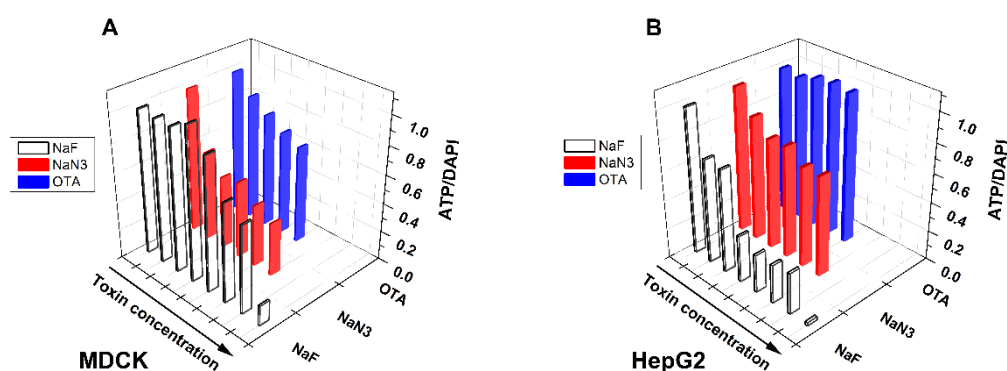 A
NaF
NaN3
OTA
1.0
0.8
0.6
0.4
0.2
0.0
ATP/DAPI
OTA
NaN3
NaF
Toxin concentration
MDCK
B
NaF
NaN3
OTA
1.0
0.8
0.6
0.4
0.2
0.0
ATP/DAPI
OTA
NaN3
NaF
Toxin concentration
HepG2